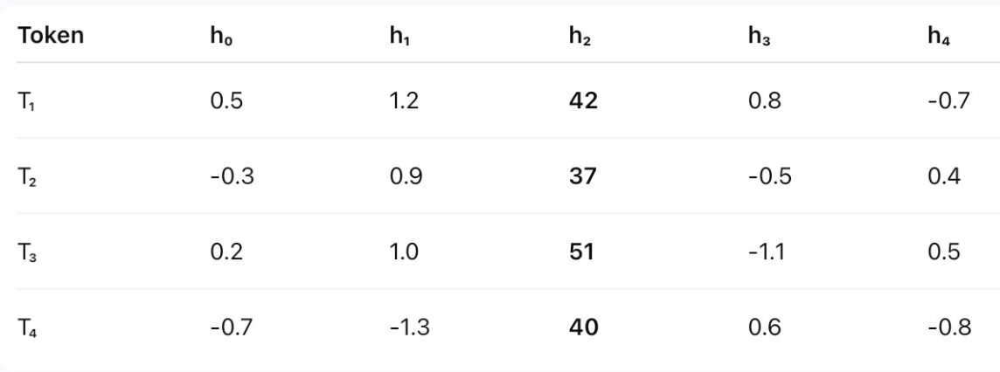 Token h₀ h₁ h₂ h₃ h₄
T₁ 0.5 1.2 42 0.8 -0.7
T₂ -0.3 0.9 37 -0.5 0.4
T₃ 0.2 1.0 51 -1.1 0.5
T₄ -0.7 -1.3 40 0.6 -0.8